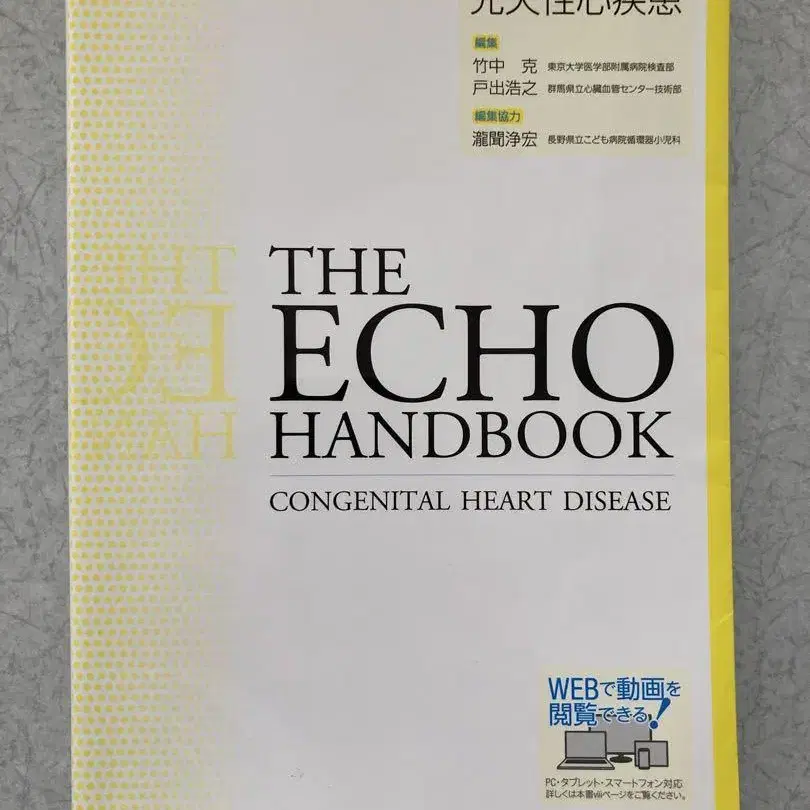 先天性心疾患
編集
竹中 克 東京大学医学部附属病院検査部
戸出浩之 群馬県立心臓血管センター技術部
編集協力
瀧聞浄宏 長野県立こども病院循環器小児科
THE
ECHO
HANDBOOK
CONGENITAL HEART DISEASE
WEBで動画を
閲覧できる!
PC・タブレット・スマートフォン対応
詳しくは本書viiiページをご覧ください。